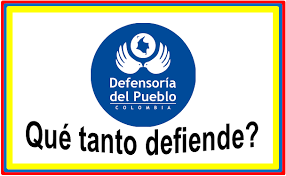 Defensoría
del Pueblo
COLOMBIA
Qué tanto defiende?